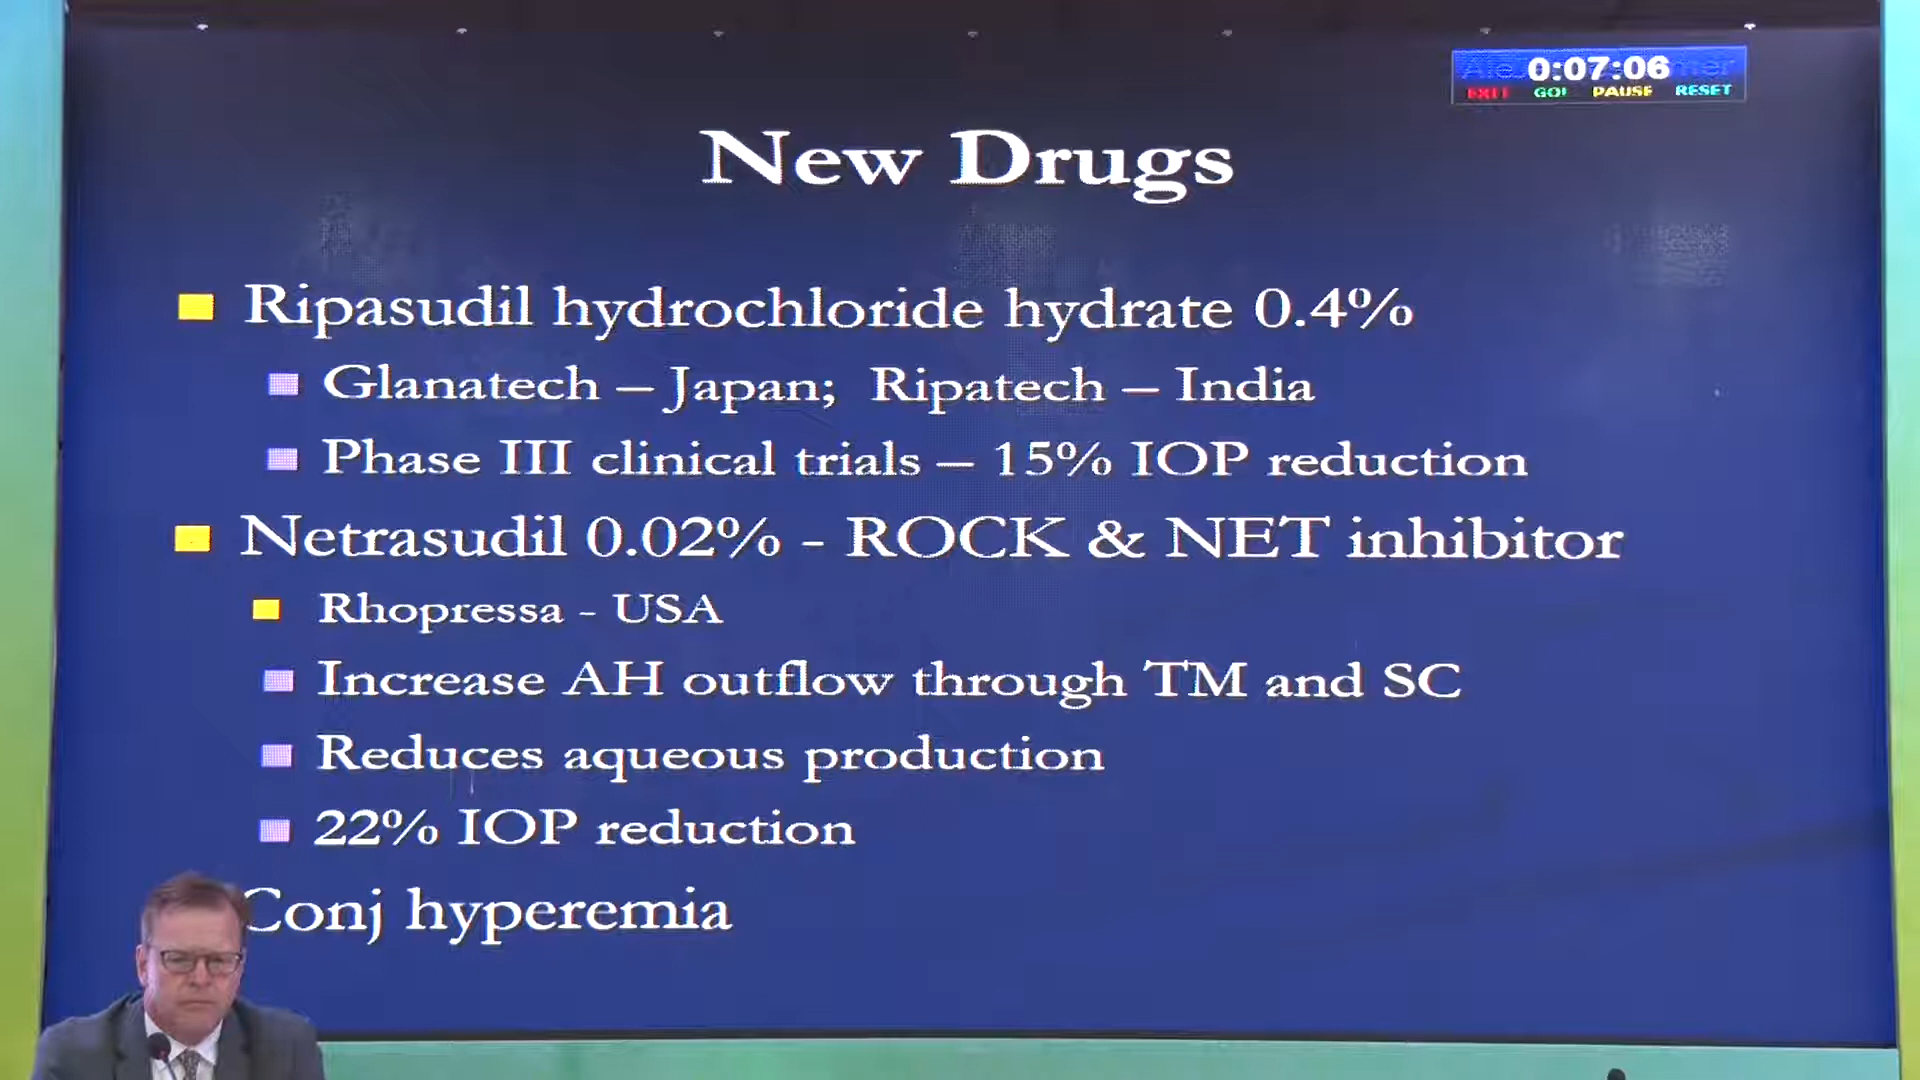 0:07:06
EXIT GO! PAUSE RESET
New Drugs
Ripasudil hydrochloride hydrate 0.4%
Glanatech – Japan; Ripatech – India
Phase III clinical trials – 15% IOP reduction
Netrasudil 0.02% - ROCK & NET inhibitor
Rhopressa - USA
Increase AH outflow through TM and SC
Reduces aqueous production
22% IOP reduction
Conj hyperemia